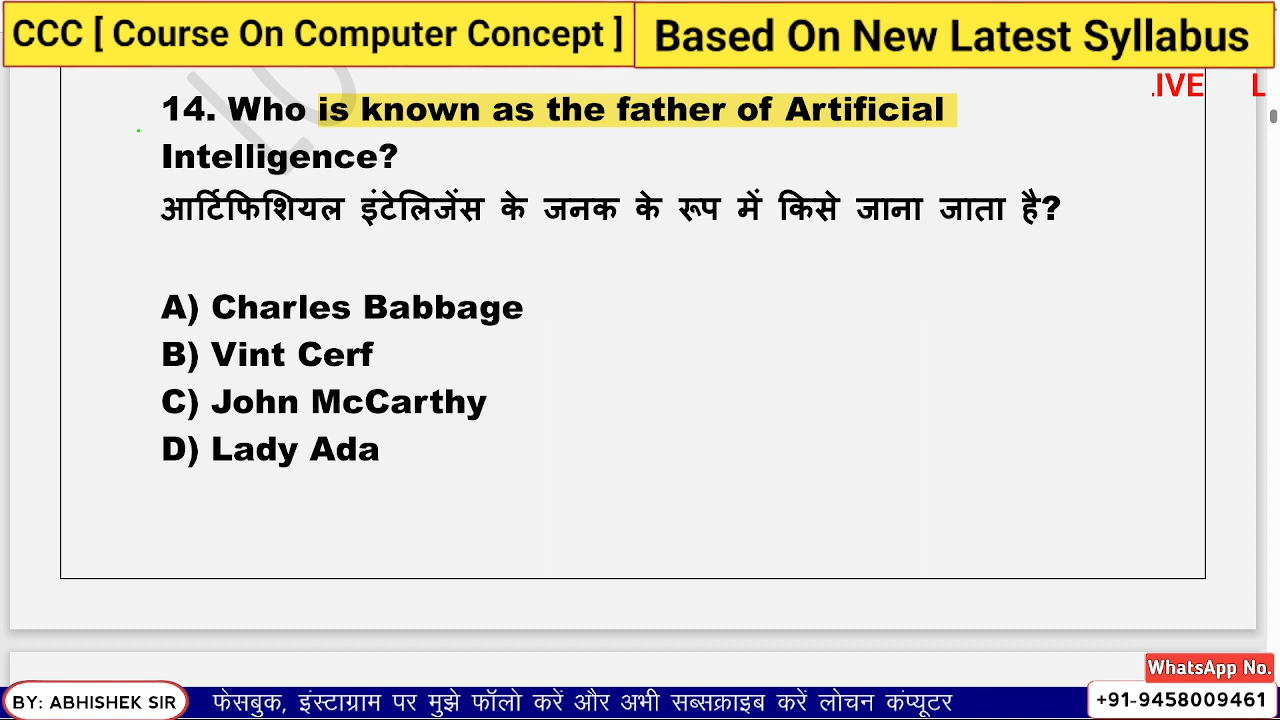 CCC [ Course On Computer Concept ]
Based On New Latest Syllabus
IVE L
14. Who is known as the father of Artificial
Intelligence?
आर्टिफिशियल इंटेलिजेंस के जनक के रूप में किसे जाना जाता है?
A) Charles Babbage
B) Vint Cerf
C) John McCarthy
D) Lady Ada
WhatsApp No.
BY: ABHISHEK SIR
फेसबुक, इंस्टाग्राम पर मुझे फॉलो करें और अभी सब्सक्राइब करें लोचन कंप्यूटर
+91-9458009461